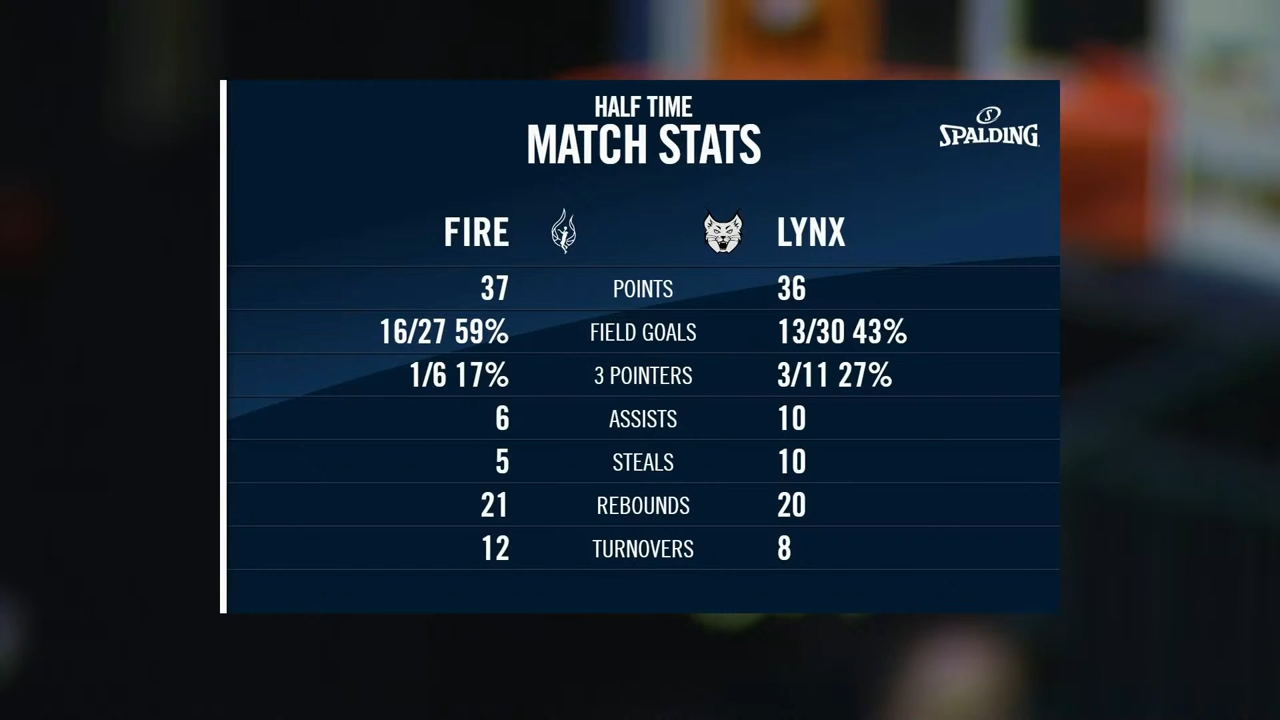 HALF TIME
MATCH STATS
SPALDING
FIRE LYNX
37 POINTS 36
16/27 59% FIELD GOALS 13/30 43%
1/6 17% 3 POINTERS 3/11 27%
6 ASSISTS 10
5 STEALS 10
21 REBOUNDS 20
12 TURNOVERS 8